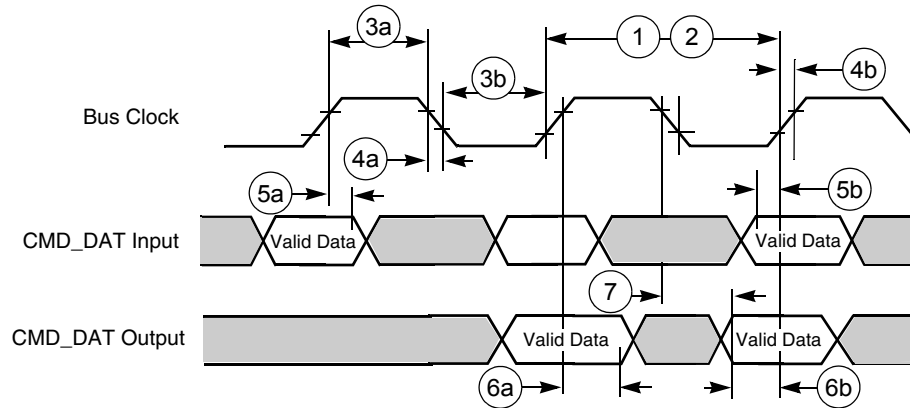 3a
1
2
3b
4b
Bus Clock
4a
5a
5b
CMD_DAT Input
Valid Data
Valid Data
7
CMD_DAT Output
Valid Data
Valid Data
6a
6b